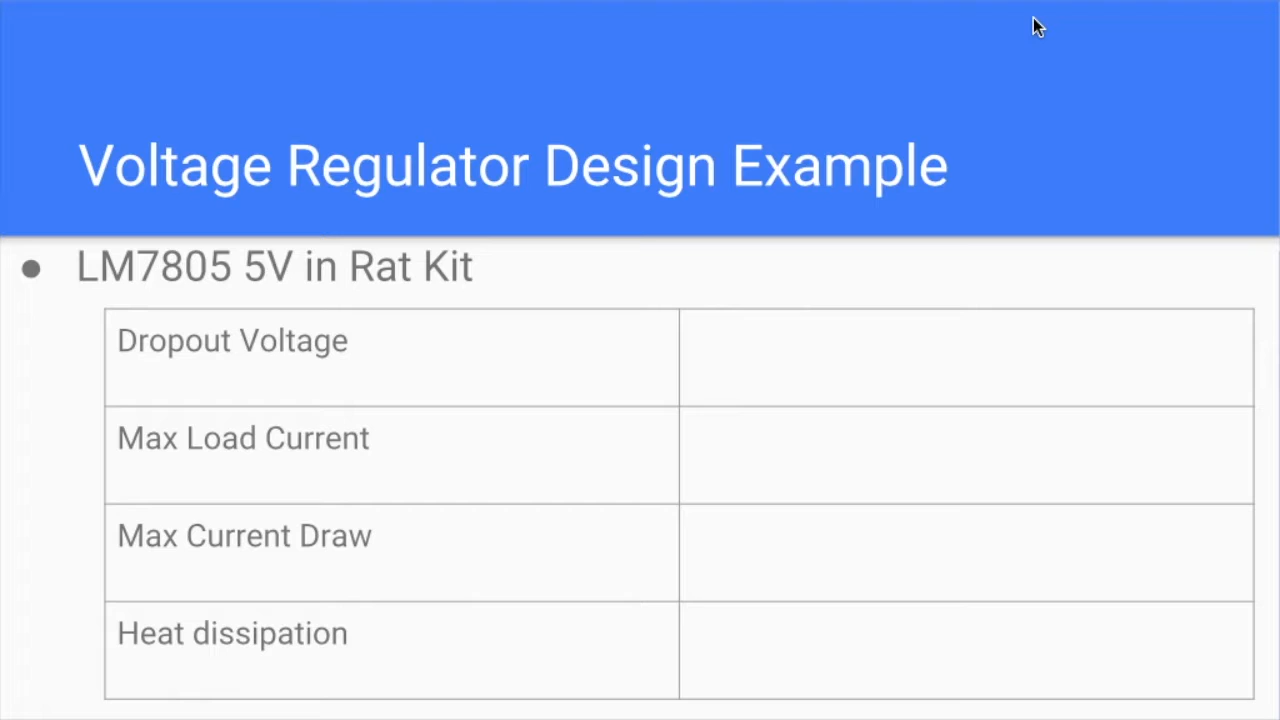 Voltage Regulator Design Example
● LM7805 5V in Rat Kit
Dropout Voltage
Max Load Current
Max Current Draw
Heat dissipation